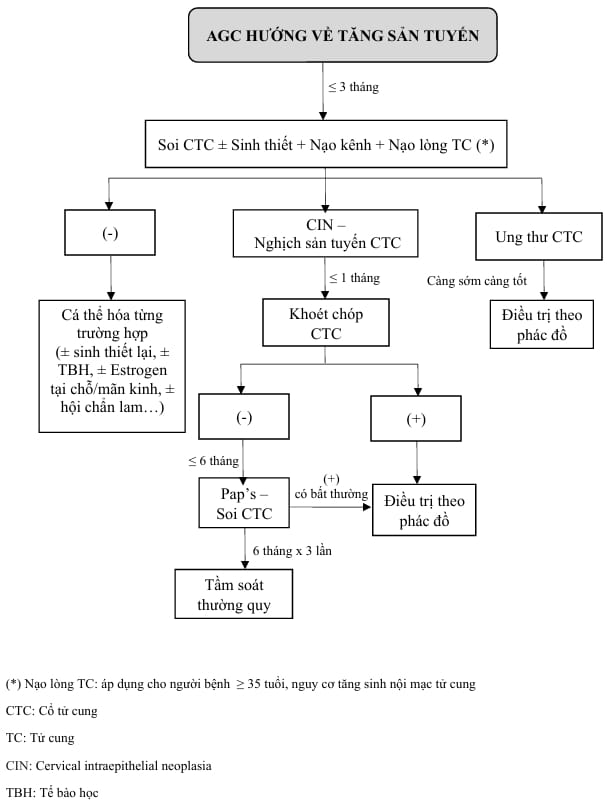 AGC HƯỚNG VỀ TĂNG SẢN TUYẾN
≤ 3 tháng
Soi CTC ± Sinh thiết + Nạo kênh + Nạo lòng TC (*)
(-)
CIN –
Nghịch sản tuyến CTC
Ung thư CTC
≤ 1 tháng
Càng sớm càng tốt
Cá thể hóa từng
trường hợp
(± sinh thiết lại, ±
TBH, ± Estrogen
tại chỗ/mãn kinh, ±
hội chẩn lam…)
Khoét chóp
CTC
Điều trị theo
phác đồ
(-)
(+)
≤ 6 tháng
Pap’s –
Soi CTC
(+)
có bất thường
Điều trị theo
phác đồ
6 tháng x 3 lần
Tầm soát
thường quy
(*) Nạo lòng TC: áp dụng cho người bệnh ≥ 35 tuổi, nguy cơ tăng sinh nội mạc tử cung
CTC: Cổ tử cung
TC: Tử cung
CIN: Cervical intraepithelial neoplasia
TBH: Tế bào học